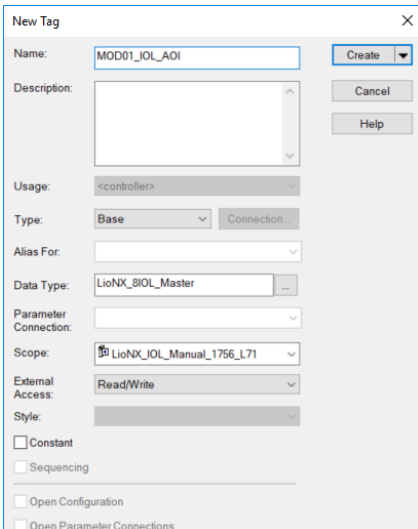 New Tag
Name: MOD01_IOL_AOI Create
Description: Cancel
Help
Usage: <controller>
Type: Base Connection...
Alias For:
Data Type: LioNX_8IOL_Master ...
Parameter
Connection:
Scope: LioNX_IOL_Manual_1756_L71
External
Access: Read/Write
Style:
Constant
Sequencing
Open Configuration
Open Parameter Connections